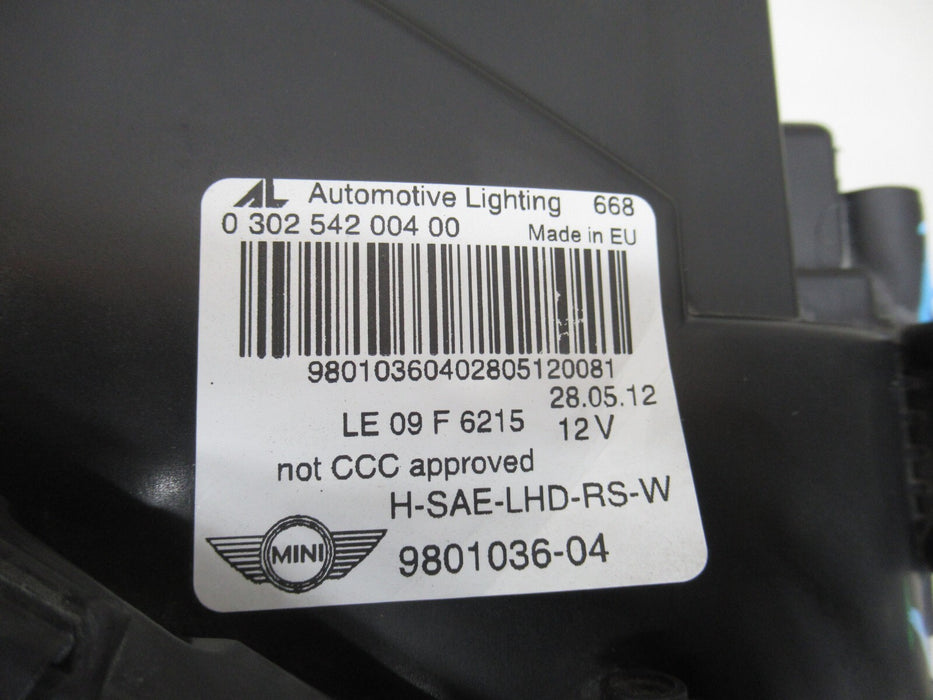 AL Automotive Lighting 668
0 302 542 004 00 Made in EU
98010360402805120081
28.05.12
LE 09 F 6215 12 V
not CCC approved
H-SAE-LHD-RS-W
MINI 9801036-04